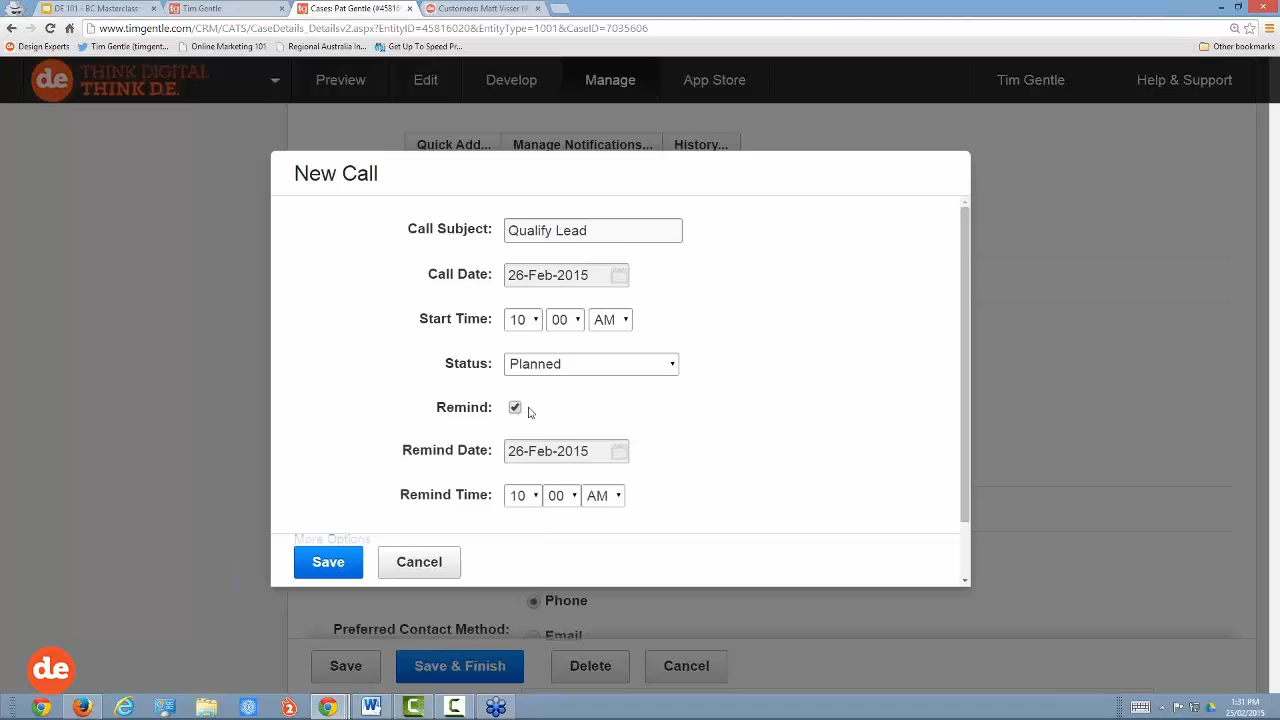 DE 101 - BC Masterclass
Tim Gentle
Cases: Pat Gentle (#45816
Customers: Matt Visser (#
www.timgentle.com/CRM/CATS/CaseDetails_Detailsv2.aspx?EntityID=45816020&EntityType=1001&CaseID=7035606
Design Experts
Tim Gentle (timgent...
Online Marketing 101
Regional Australia In...
Get Up To Speed Pr...
Other bookmarks
de
THINK DIGITAL
THINK D.E.
Preview
Edit
Develop
Manage
App Store
Tim Gentle
Help & Support
Quick Add...
Manage Notifications...
History...
New Call
Call Subject: Qualify Lead
Call Date: 26-Feb-2015
Start Time: 10 00 AM
Status: Planned
Remind:
Remind Date: 26-Feb-2015
Remind Time: 10 00 AM
More Options
Save
Cancel
Phone
Preferred Contact Method:
Email
Save
Save & Finish
Delete
Cancel
de
1:31 PM
25/02/2015